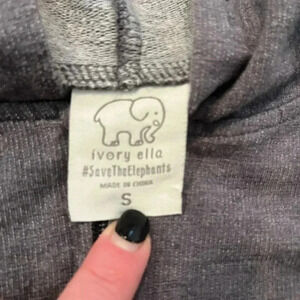 ivory ella
#SaveTheElephants
MADE IN CHINA
S